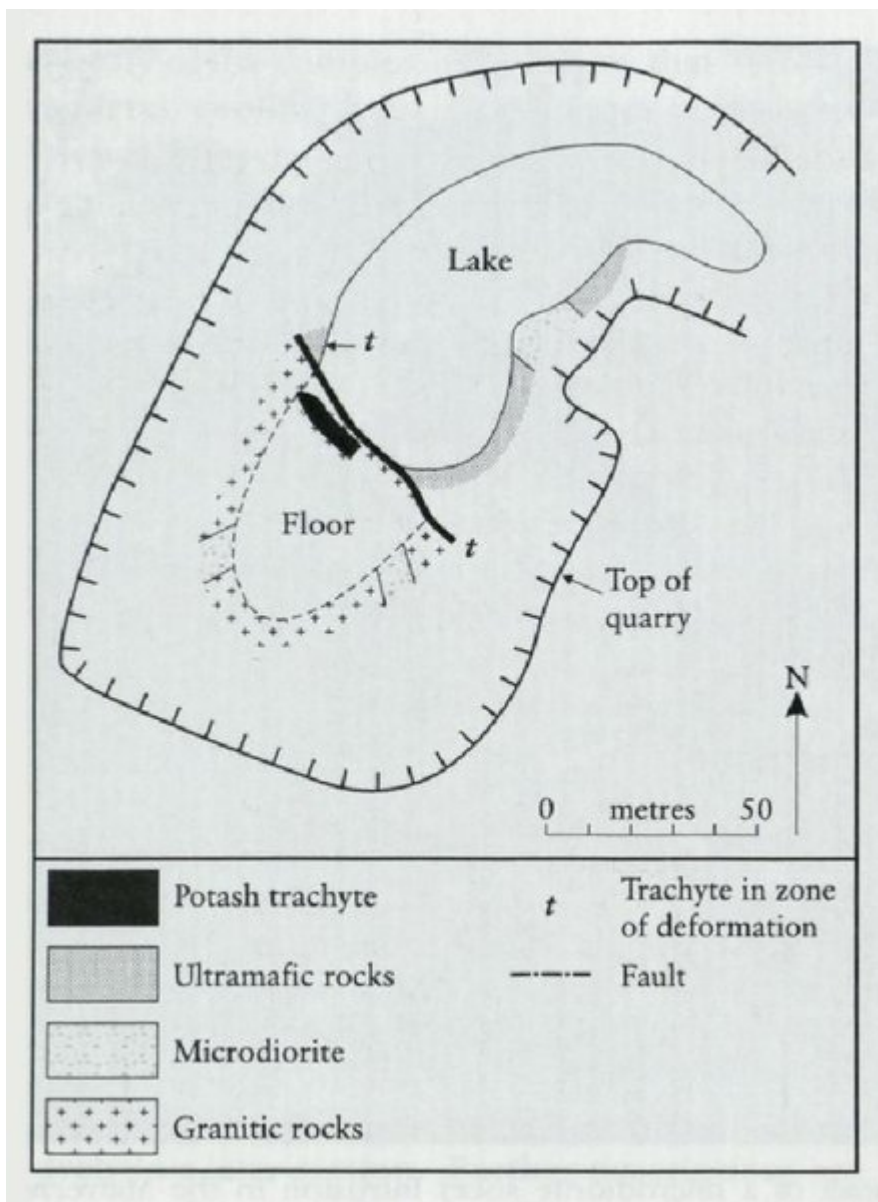 Lake
t
Floor
t
Top of
quarry
N
0 metres 50
Potash trachyte
t Trachyte in zone
of deformation
Ultramafic rocks
Fault
Microdiorite
Granitic rocks